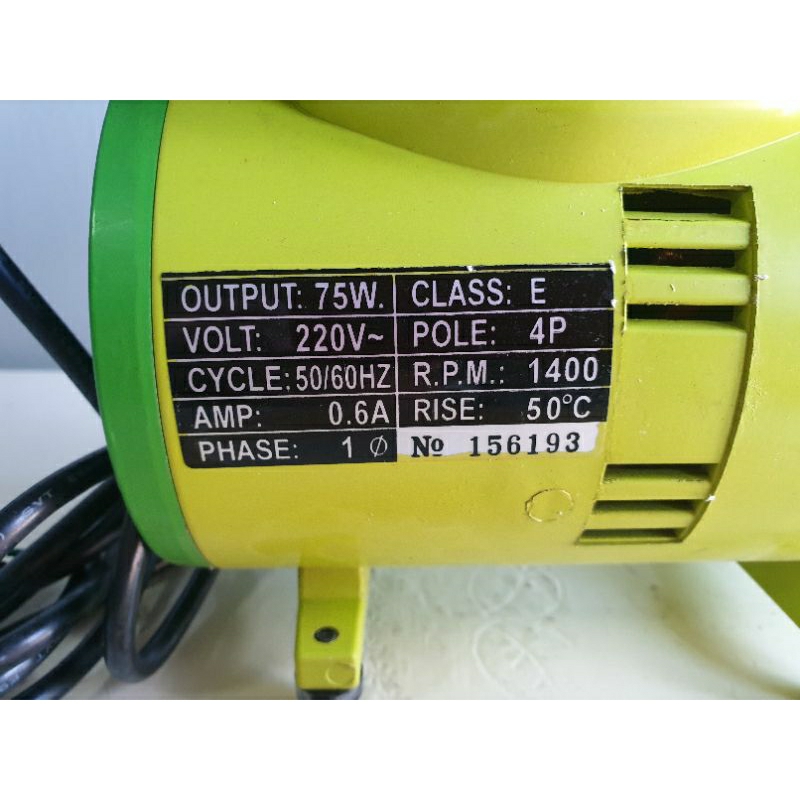 OUTPUT: 75W. CLASS: E
VOLT: 220V~ POLE: 4P
CYCLE: 50/60HZ R.P.M.: 1400
AMP: 0.6A RISE: 50°C
PHASE: 1 Ø № 156193